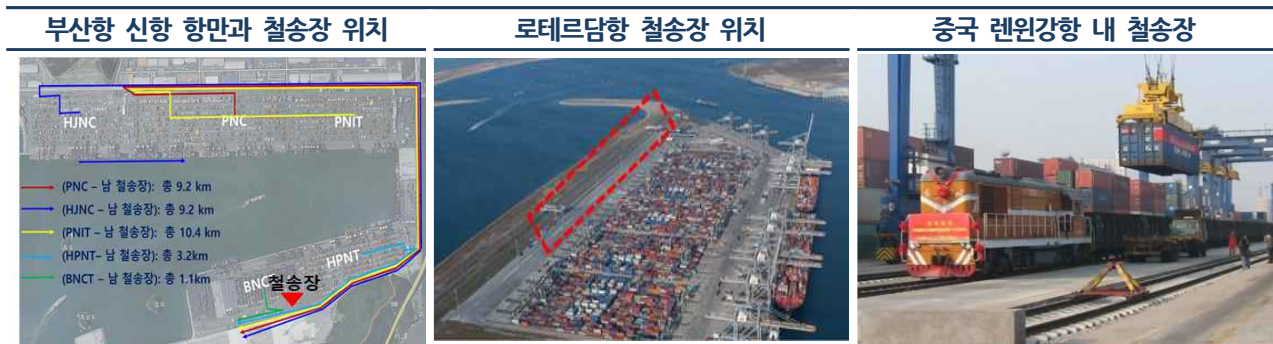 부산항 신항 항만과 철송장 위치
로테르담항 철송장 위치
중국 렌윈강항 내 철송장
HJNC
PNC
PNIT
(PNC – 남 철송장): 총 9.2 km
(HJNC – 남 철송장): 총 9.2 km
(PNIT – 남 철송장): 총 10.4 km
(HPNT– 남 철송장): 총 3.2km
(BNCT – 남 철송장): 총 1.1km
HPNT
BNC
철송장